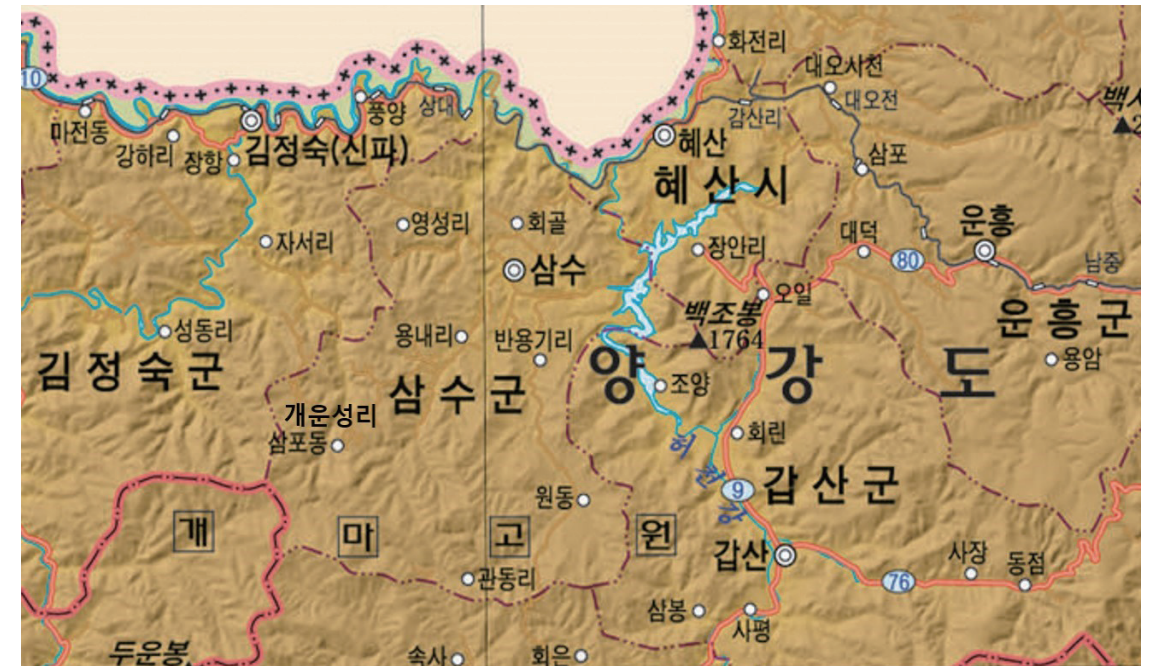 화전리
대오시천
10
백사
마전동
풍양
상대
감산리
대오전
강하리
장항
김정숙(신파)
혜산
삼포
혜산시
영성리
회골
운흥
자서리
장안리
대덕
80
남중
삼수
오일
성동리
용내리
반용기리
백조봉
1764
운흥군
용암
김정숙군
삼수군
양강도
조양
개운성리
삼포동
회린
허천강
9
갑산군
원동
개마고원
갑산
사장
동점
관동리
76
삼봉
사평
두운봉
속사
회은